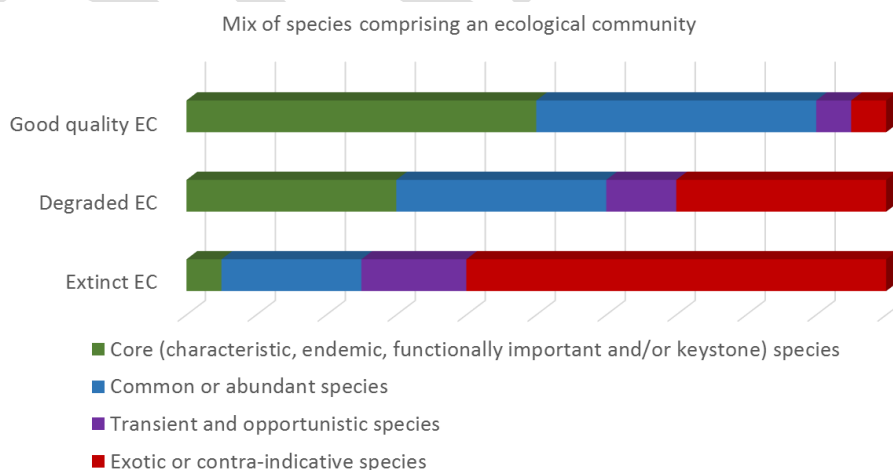 Mix of species comprising an ecological community
Good quality EC
Degraded EC
Extinct EC
Core (characteristic, endemic, functionally important and/or keystone) species
Common or abundant species
Transient and opportunistic species
Exotic or contra-indicative species